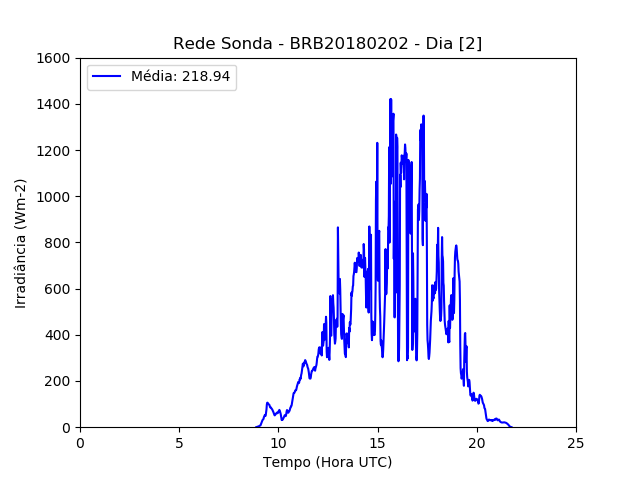 Rede Sonda - BRB20180202 - Dia [2]
Média: 218.94
1600
1400
1200
1000
800
600
400
200
0
Irradiância (Wm-2)
0 5 10 15 20 25
Tempo (Hora UTC)